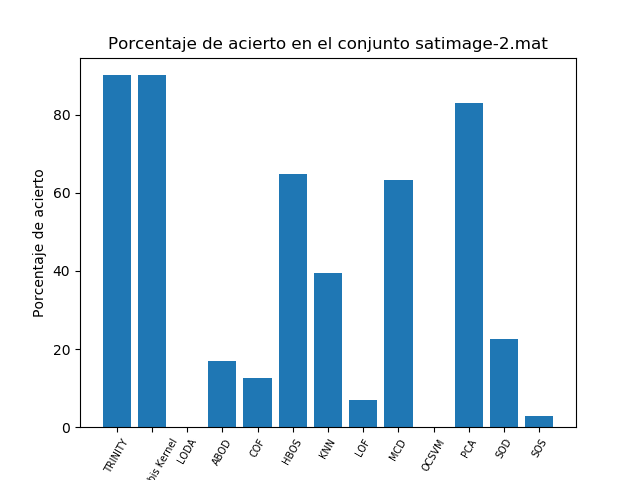 Porcentaje de acierto en el conjunto satimage-2.mat
Porcentaje de acierto
80
60
40
20
0
TRINITY
Kernel
LODA
ABOD
COF
HBOS
KNN
LOF
MCD
OCSVM
PCA
SOD
SOS